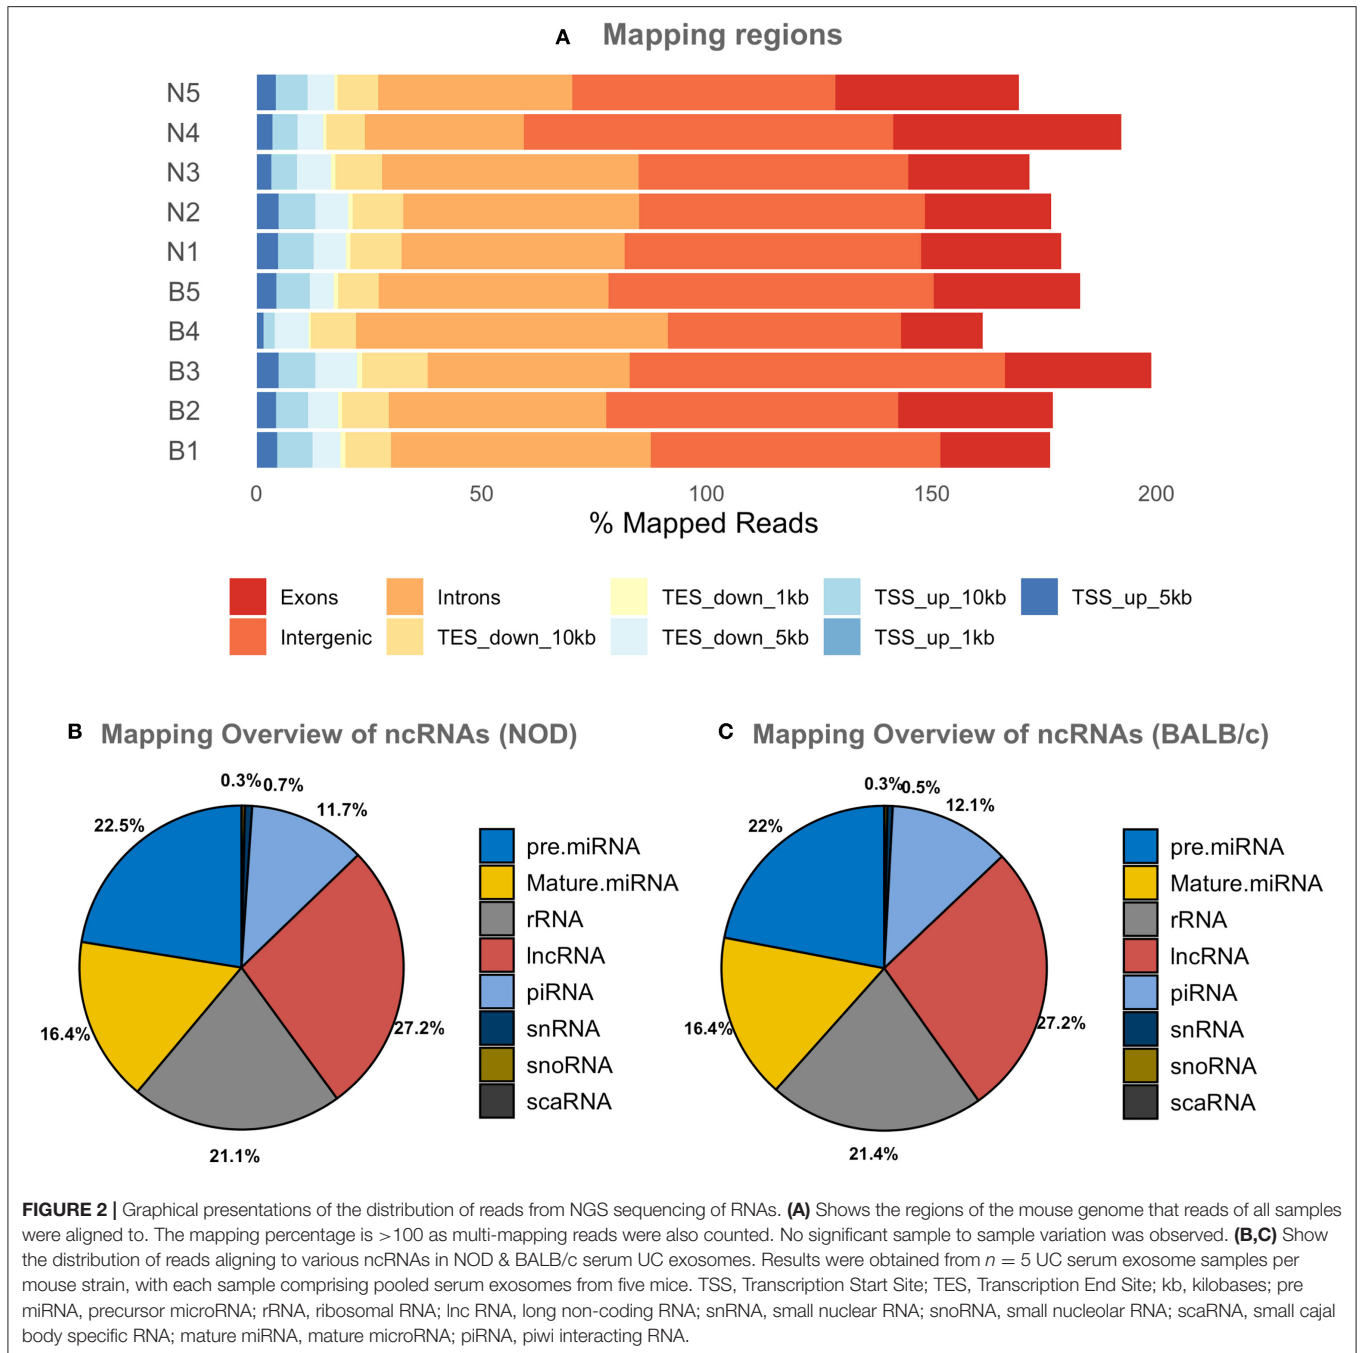 A Mapping regions
N5
N4
N3
N2
N1
B5
B4
B3
B2
B1
0 50 100 150 200
% Mapped Reads
Exons Introns TES_down_1kb TSS_up_10kb TSS_up_5kb
Intergenic TES_down_10kb TES_down_5kb TSS_up_1kb
B Mapping Overview of ncRNAs (NOD)
0.3% 0.7%
11.7%
22.5%
16.4%
27.2%
21.1%
pre.miRNA
Mature.miRNA
rRNA
lncRNA
piRNA
snRNA
snoRNA
scaRNA
C Mapping Overview of ncRNAs (BALB/c)
0.3% 0.5%
12.1%
22%
16.4%
27.2%
21.4%
pre.miRNA
Mature.miRNA
rRNA
lncRNA
piRNA
snRNA
snoRNA
scaRNA
FIGURE 2 | Graphical presentations of the distribution of reads from NGS sequencing of RNAs. (A) Shows the regions of the mouse genome that reads of all samples
were aligned to. The mapping percentage is >100 as multi-mapping reads were also counted. No significant sample to sample variation was observed. (B,C) Show
the distribution of reads aligning to various ncRNAs in NOD & BALB/c serum UC exosomes. Results were obtained from n = 5 UC serum exosome samples per
mouse strain, with each sample comprising pooled serum exosomes from five mice. TSS, Transcription Start Site; TES, Transcription End Site; kb, kilobases; pre
miRNA, precursor microRNA; rRNA, ribosomal RNA; lnc RNA, long non-coding RNA; snRNA, small nuclear RNA; snoRNA, small nucleolar RNA; scaRNA, small cajal
body specific RNA; mature miRNA, mature microRNA; piRNA, piwi interacting RNA.